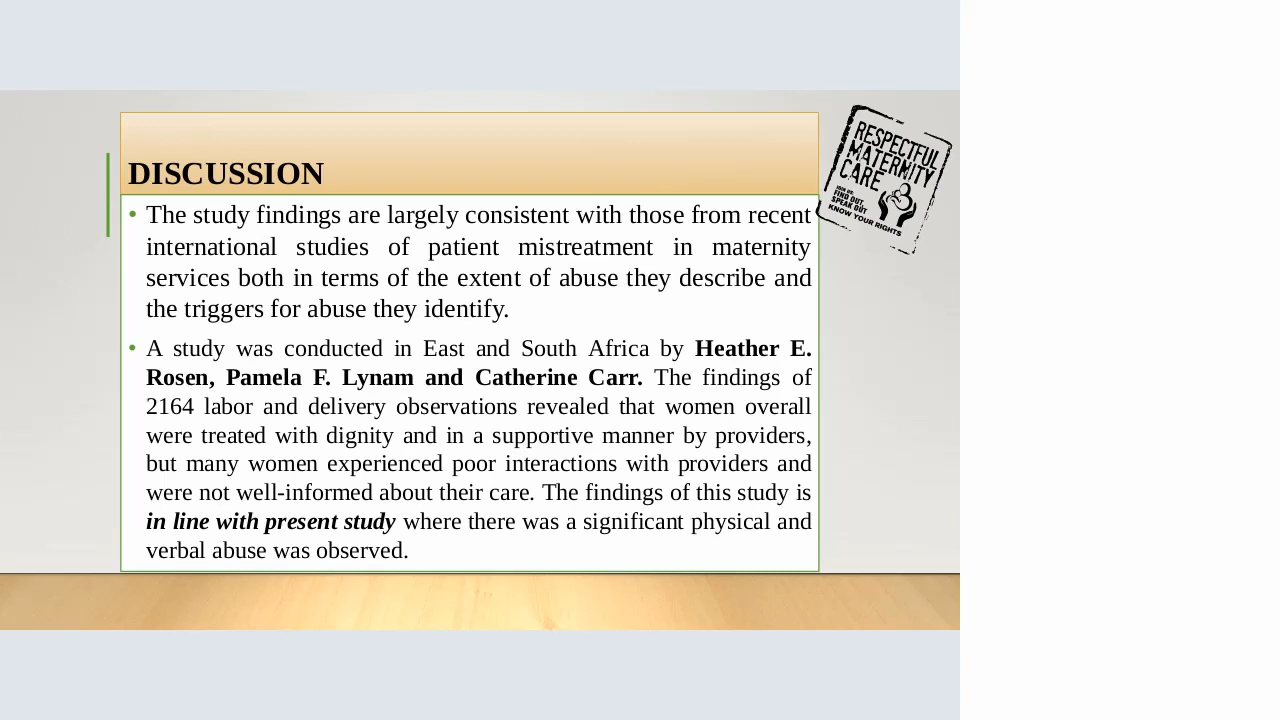 DISCUSSION
• The study findings are largely consistent with those from recent
international studies of patient mistreatment in maternity
services both in terms of the extent of abuse they describe and
the triggers for abuse they identify.
• A study was conducted in East and South Africa by Heather E.
Rosen, Pamela F. Lynam and Catherine Carr. The findings of
2164 labor and delivery observations revealed that women overall
were treated with dignity and in a supportive manner by providers,
but many women experienced poor interactions with providers and
were not well-informed about their care. The findings of this study is
in line with present study where there was a significant physical and
verbal abuse was observed.
RESPECTFUL
MATERNITY
CARE
FIND OUT
SPEAK OUT
KNOW YOUR RIGHTS